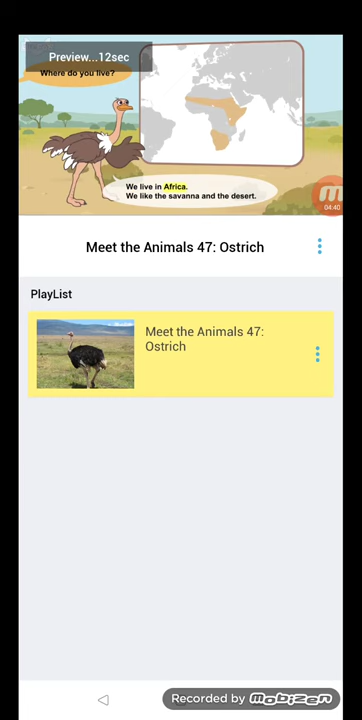 Preview...12sec
Where do you live?
We live in Africa.
We like the savanna and the desert.
04:40
Meet the Animals 47: Ostrich
PlayList
Meet the Animals 47:
Ostrich
Recorded by mobizen